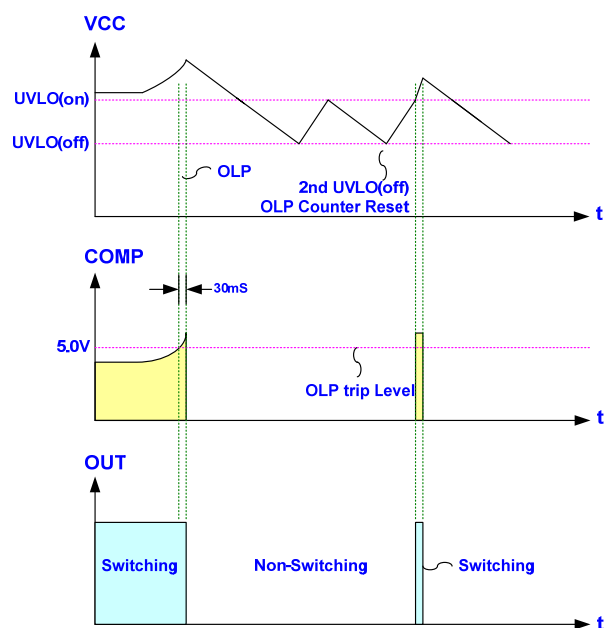 VCC
UVLO(on)
UVLO(off)
OLP
2nd UVLO(off)
OLP Counter Reset
t
COMP
30mS
5.0V
OLP trip Level
t
OUT
Switching
Non-Switching
Switching
t